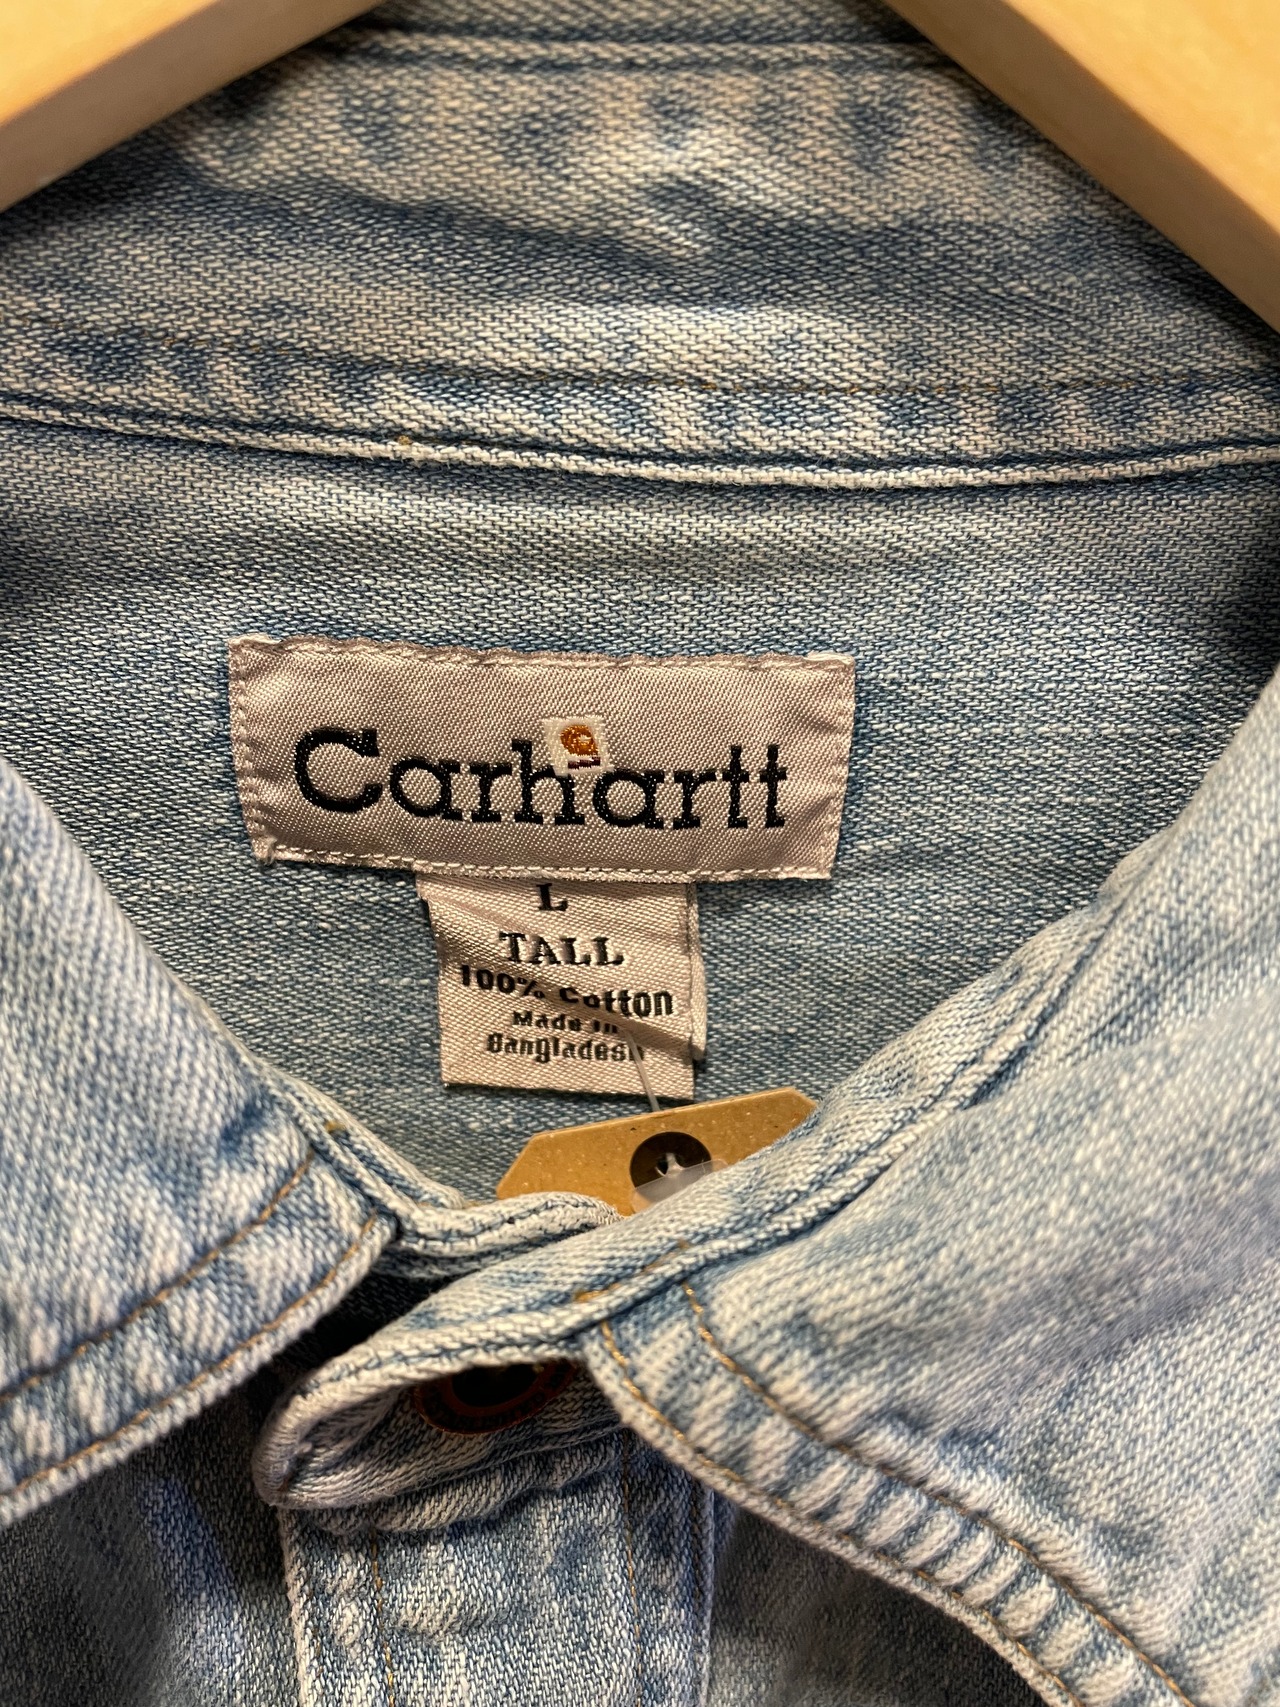 Carhartt
L
TALL
100% Cotton
Made in
Bangladesh